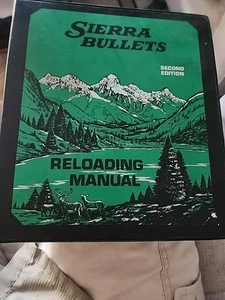 SIERRA
BULLETS
SECOND
EDITION
RELOADING
MANUAL